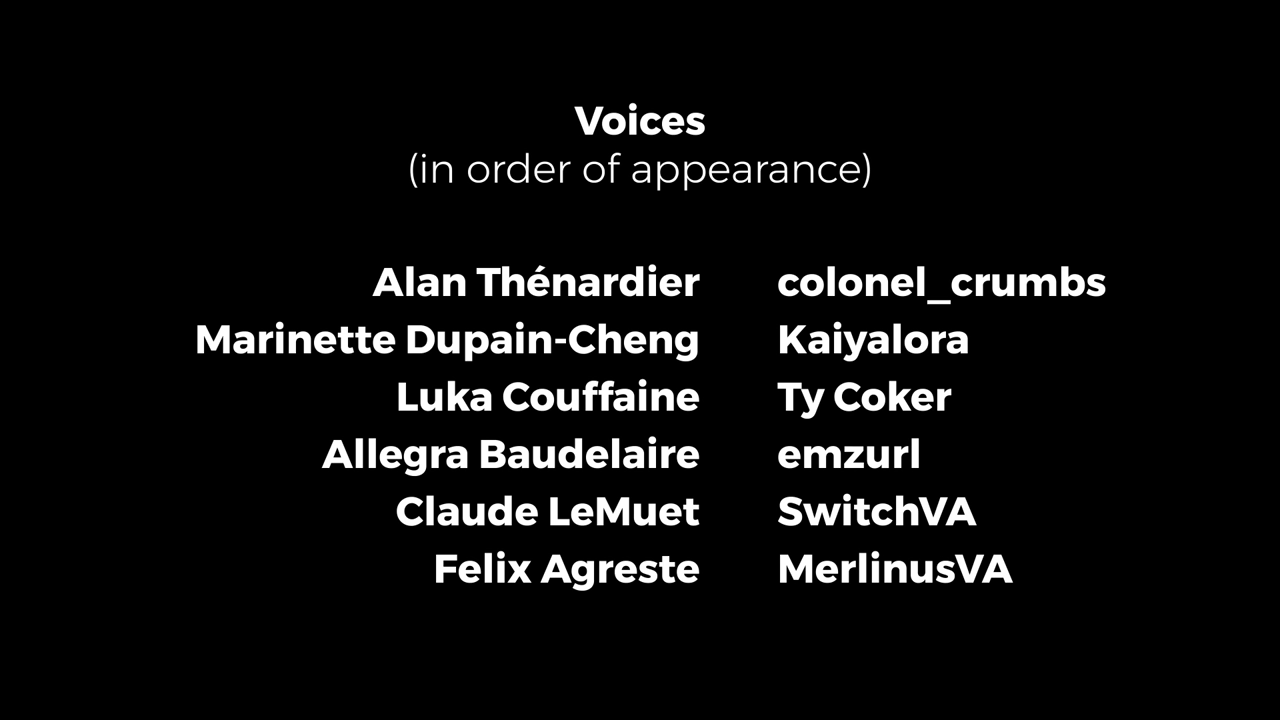 Voices
(in order of appearance)
Alan Thénardier colonel_crumbs
Marinette Dupain-Cheng Kaiyalora
Luka Couffaine Ty Coker
Allegra Baudelaire emzurl
Claude LeMuet SwitchVA
Felix Agreste MerlinusVA